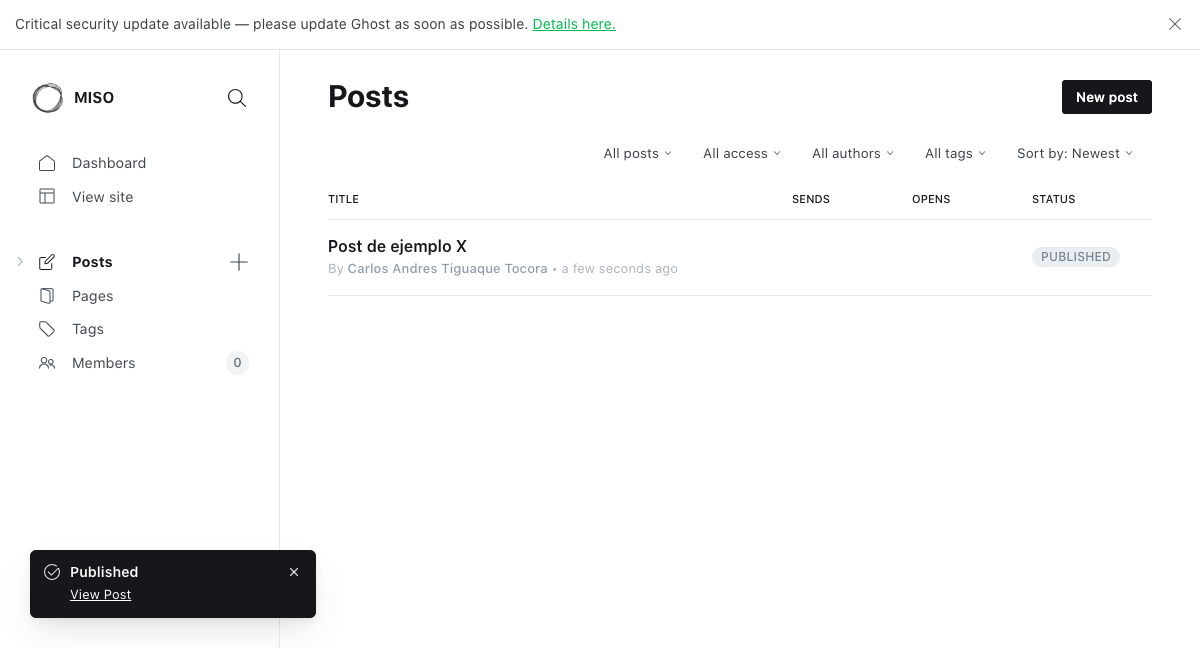 Critical security update available — please update Ghost as soon as possible. Details here.
MISO
Dashboard
View site
Posts
Pages
Tags
Members 0
Posts
New post
All posts All access All authors All tags Sort by: Newest
TITLE SENDS OPENS STATUS
Post de ejemplo X
By Carlos Andres Tiguaque Tocora • a few seconds ago
PUBLISHED
Published
View Post